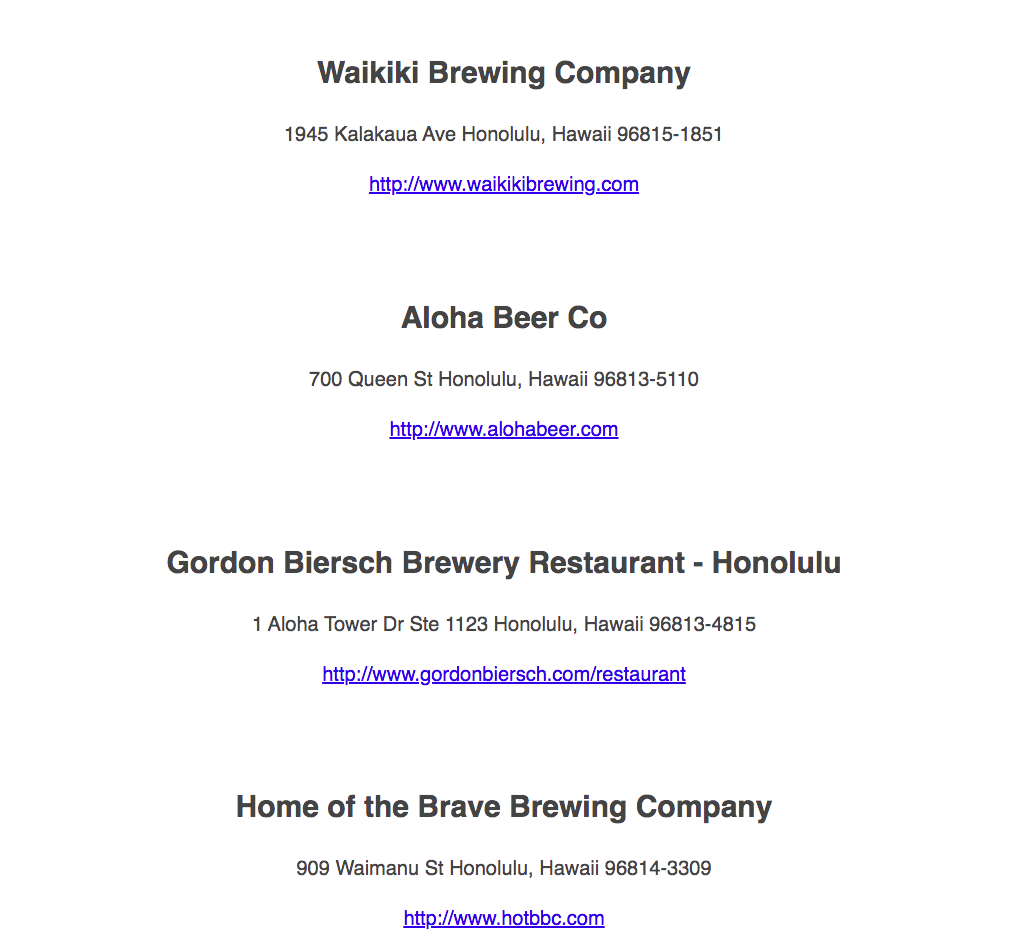 Waikiki Brewing Company
1945 Kalakaua Ave Honolulu, Hawaii 96815-1851
http://www.waikikibrewing.com
Aloha Beer Co
700 Queen St Honolulu, Hawaii 96813-5110
http://www.alohabeer.com
Gordon Biersch Brewery Restaurant - Honolulu
1 Aloha Tower Dr Ste 1123 Honolulu, Hawaii 96813-4815
http://www.gordonbiersch.com/restaurant
Home of the Brave Brewing Company
909 Waimanu St Honolulu, Hawaii 96814-3309
http://www.hotbbc.com